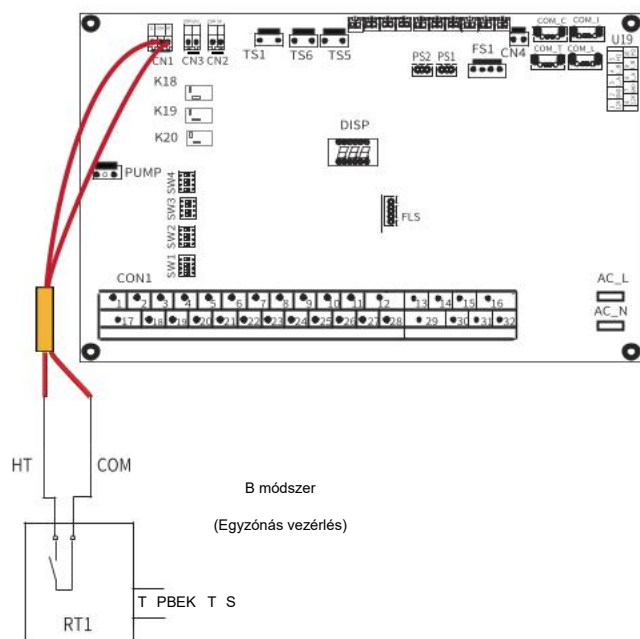 COM_C COM_I
U19
CN1 CN3 CN2 TS1 TS6 TS5 PS2 PS1 FS1 CN4 COM_T COM_L
K18
K19
K20
DISP
PUMP
SW4
SW3
SW2
SW1
FLS
CON1
AC_L
AC_N
1 2 3 4 5 6 7 8 9 10 11 12 13 14 15 16
17 18 19 20 21 22 23 24 25 26 27 28 29 30 31 32
HT COM
B módszer
(Egyzónás vezérlés)
T PBEK T S
RT1